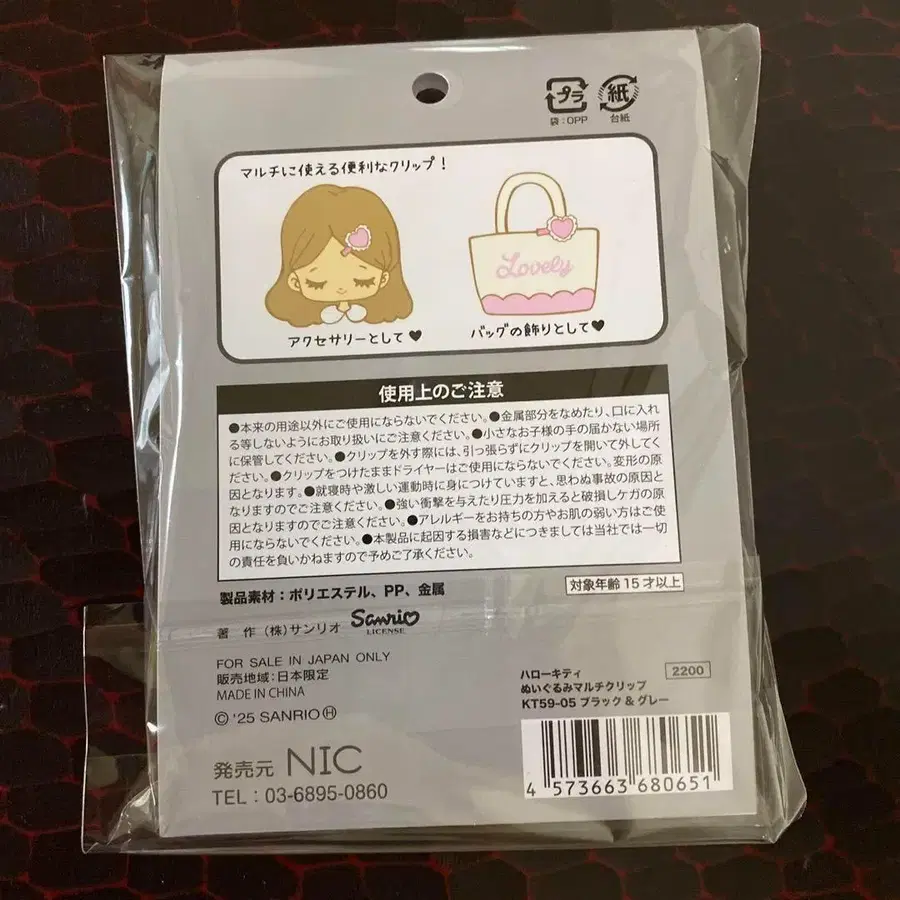 プラ
紙
袋：OPP
台紙
マルチに使える便利なクリップ！
Lovely
アクセサリーとして♥
バッグの飾りとして♥
使用上のご注意
●本来の用途以外にご使用にならないでください。●金属部分をなめたり、口に入れ
る等しないようにお取り扱いにご注意ください。●小さなお子様の手の届かない場所
に保管してください。●クリップを外す際には、引っ張らずにクリップを開いて外してく
ださい。●クリップをつけたままドライヤーはご使用にならないでください。変形の原
因となります。●就寝時や激しい運動時に身につけていますと、思わぬ事故の原因と
なりますのでご注意ください。●強い衝撃を与えたり圧力を加えると破損しケガの原
因となりますのでご注意ください。●アレルギーをお持ちの方やお肌の弱い方はご使
用にならないでください。●本製品に起因する損害などにつきましては当社では一切
の責任を負いかねますので予めご了承ください。
製品素材：ポリエステル、PP、金属
対象年齢15才以上
著 作 (株)サンリオ Sanrio
LICENSE
FOR SALE IN JAPAN ONLY
販売地域：日本限定
MADE IN CHINA
© '25 SANRIO Ⓗ
発売元 NIC
TEL：03-6895-0860
ハローキティ
2200
ぬいぐるみマルチクリップ
KT59-05 ブラック＆グレー
4 573663 680651